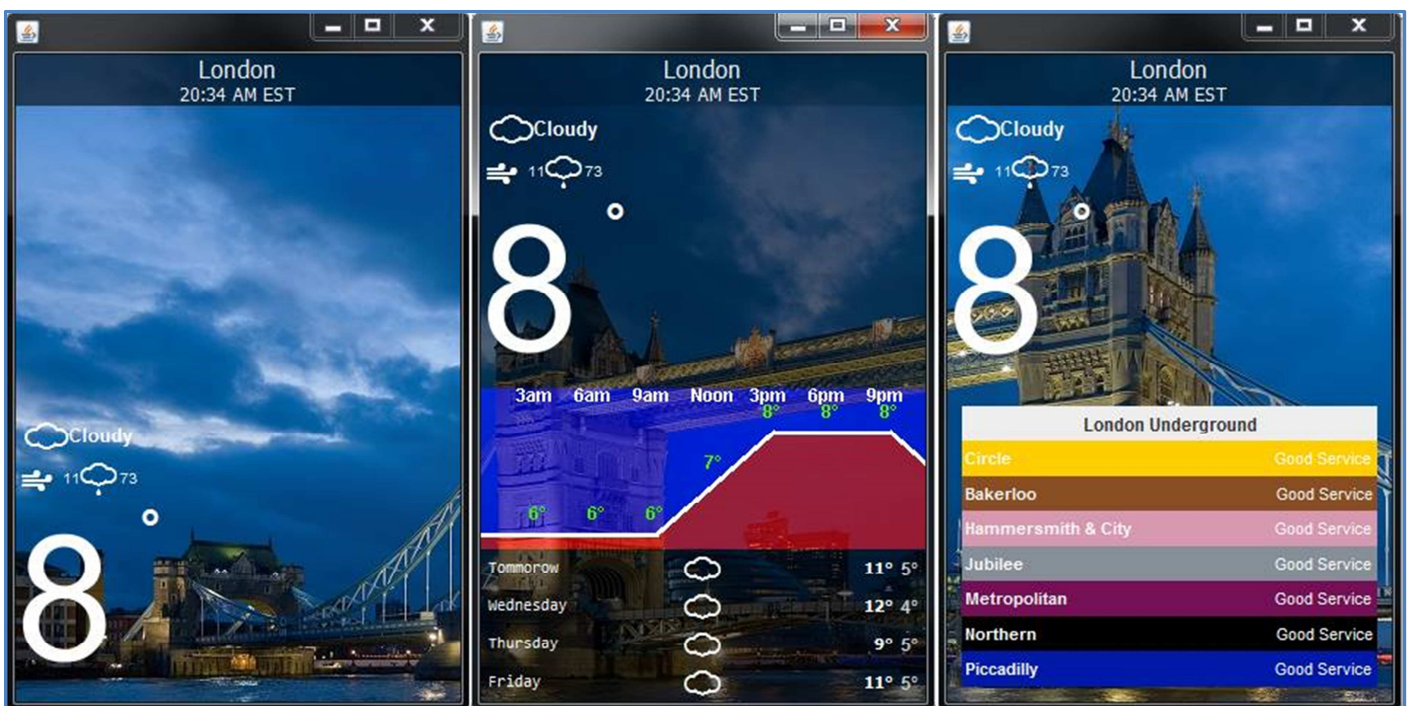 London
20:34 AM EST
Cloudy
11 73
8°
London
20:34 AM EST
Cloudy
11 73
8°
3am 6am 9am Noon 3pm 6pm 9pm
6° 6° 6° 7° 8° 8° 8°
Tommorow 11° 5°
Wednesday 12° 4°
Thursday 9° 5°
Friday 11° 5°
London
20:34 AM EST
Cloudy
11 73
8°
London Underground
Circle Good Service
Bakerloo Good Service
Hammersmith & City Good Service
Jubilee Good Service
Metropolitan Good Service
Northern Good Service
Piccadilly Good Service